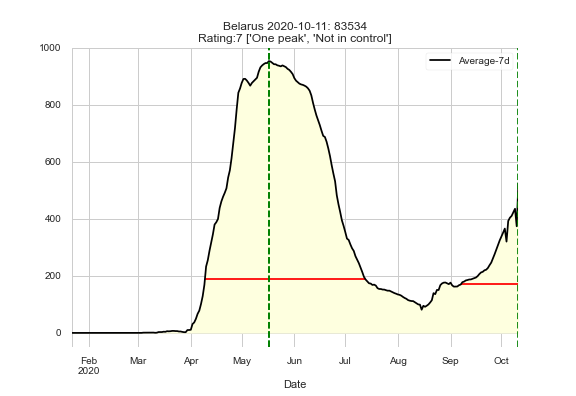 Belarus 2020-10-11: 83534
Rating:7 ['One peak', 'Not in control']
1000
Average-7d
800
600
400
200
0
Feb Mar Apr May Jun Jul Aug Sep Oct
2020
Date